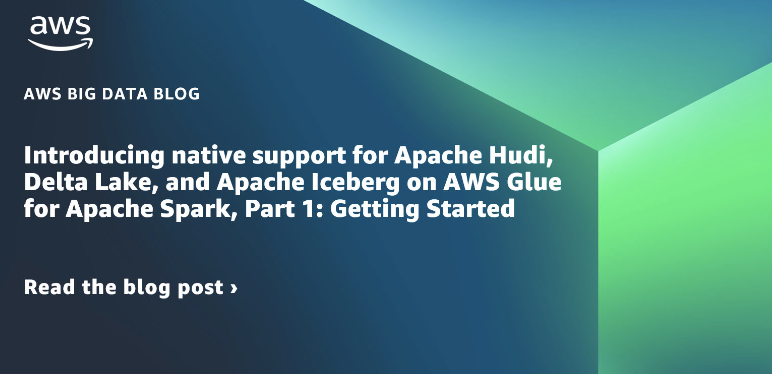 aws
AWS BIG DATA BLOG
Introducing native support for Apache Hudi,
Delta Lake, and Apache Iceberg on AWS Glue
for Apache Spark, Part 1: Getting Started
Read the blog post ›